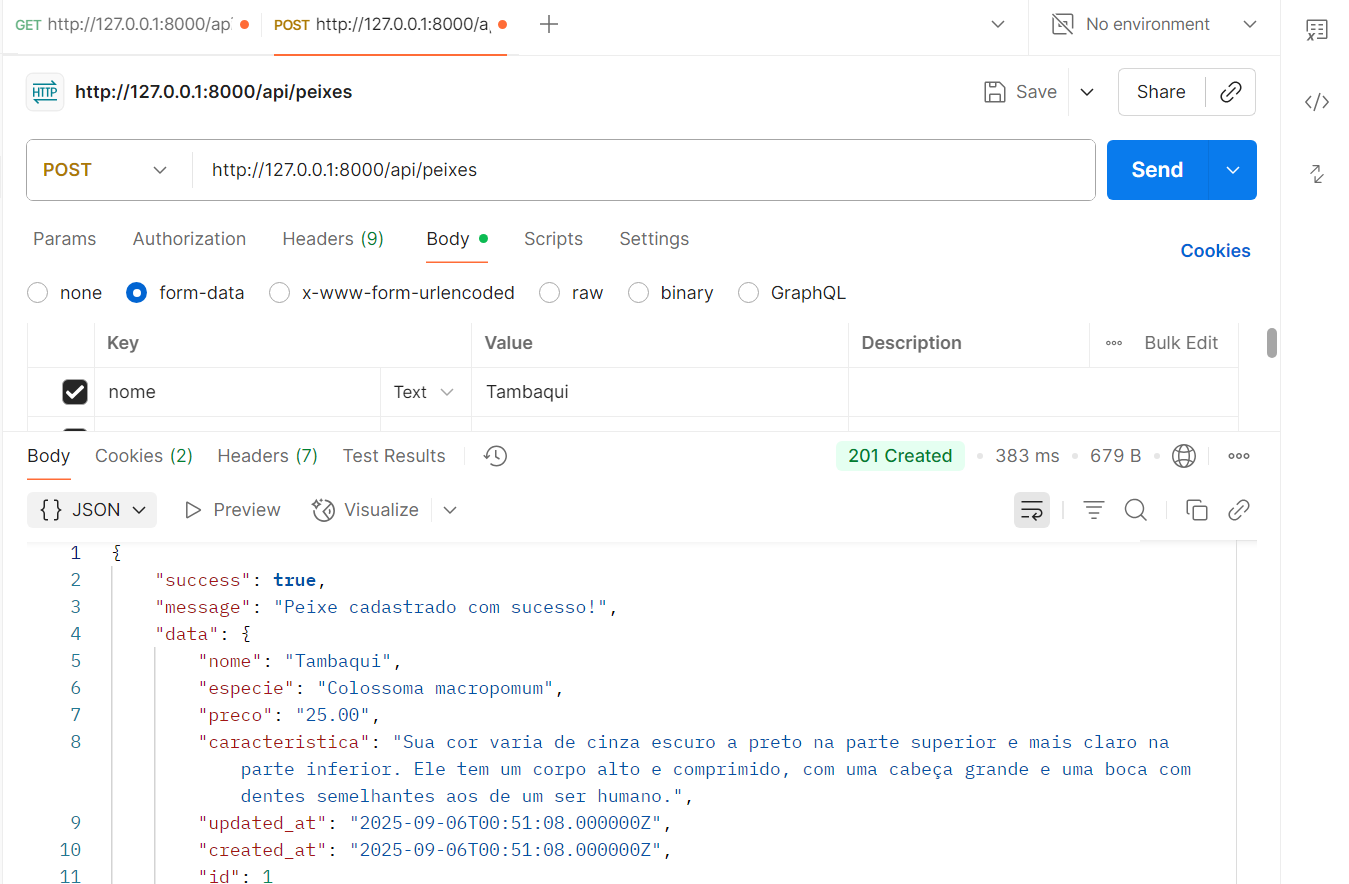 GET http://127.0.0.1:8000/ap
POST http://127.0.0.1:8000/a,
No environment
HTTP http://127.0.0.1:8000/api/peixes
Save
Share
POST http://127.0.0.1:8000/api/peixes
Send
Params Authorization Headers (9) Body Scripts Settings
Cookies
none form-data x-www-form-urlencoded raw binary GraphQL
Key Value Description Bulk Edit
nome Text Tambaqui
Body Cookies (2) Headers (7) Test Results 201 Created 383 ms 679 B
{} JSON Preview Visualize
1 {
2 "success": true,
3 "message": "Peixe cadastrado com sucesso!",
4 "data": {
5 "nome": "Tambaqui",
6 "especie": "Colossoma macropomum",
7 "preco": "25.00",
8 "caracteristica": "Sua cor varia de cinza escuro a preto na parte superior e mais claro na
parte inferior. Ele tem um corpo alto e comprimido, com uma cabeça grande e uma boca com
dentes semelhantes aos de um ser humano.",
9 "updated_at": "2025-09-06T00:51:08.000000Z",
10 "created_at": "2025-09-06T00:51:08.000000Z",
11 "id": 1